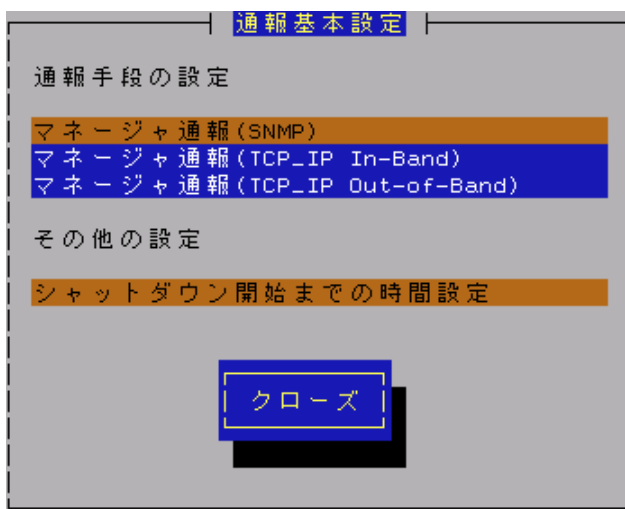 通報基本設定
通報手段の設定
マネージャ通報(SNMP)
マネージャ通報(TCP_IP In-Band)
マネージャ通報(TCP_IP Out-of-Band)
その他の設定
シャットダウン開始までの時間設定
クローズ